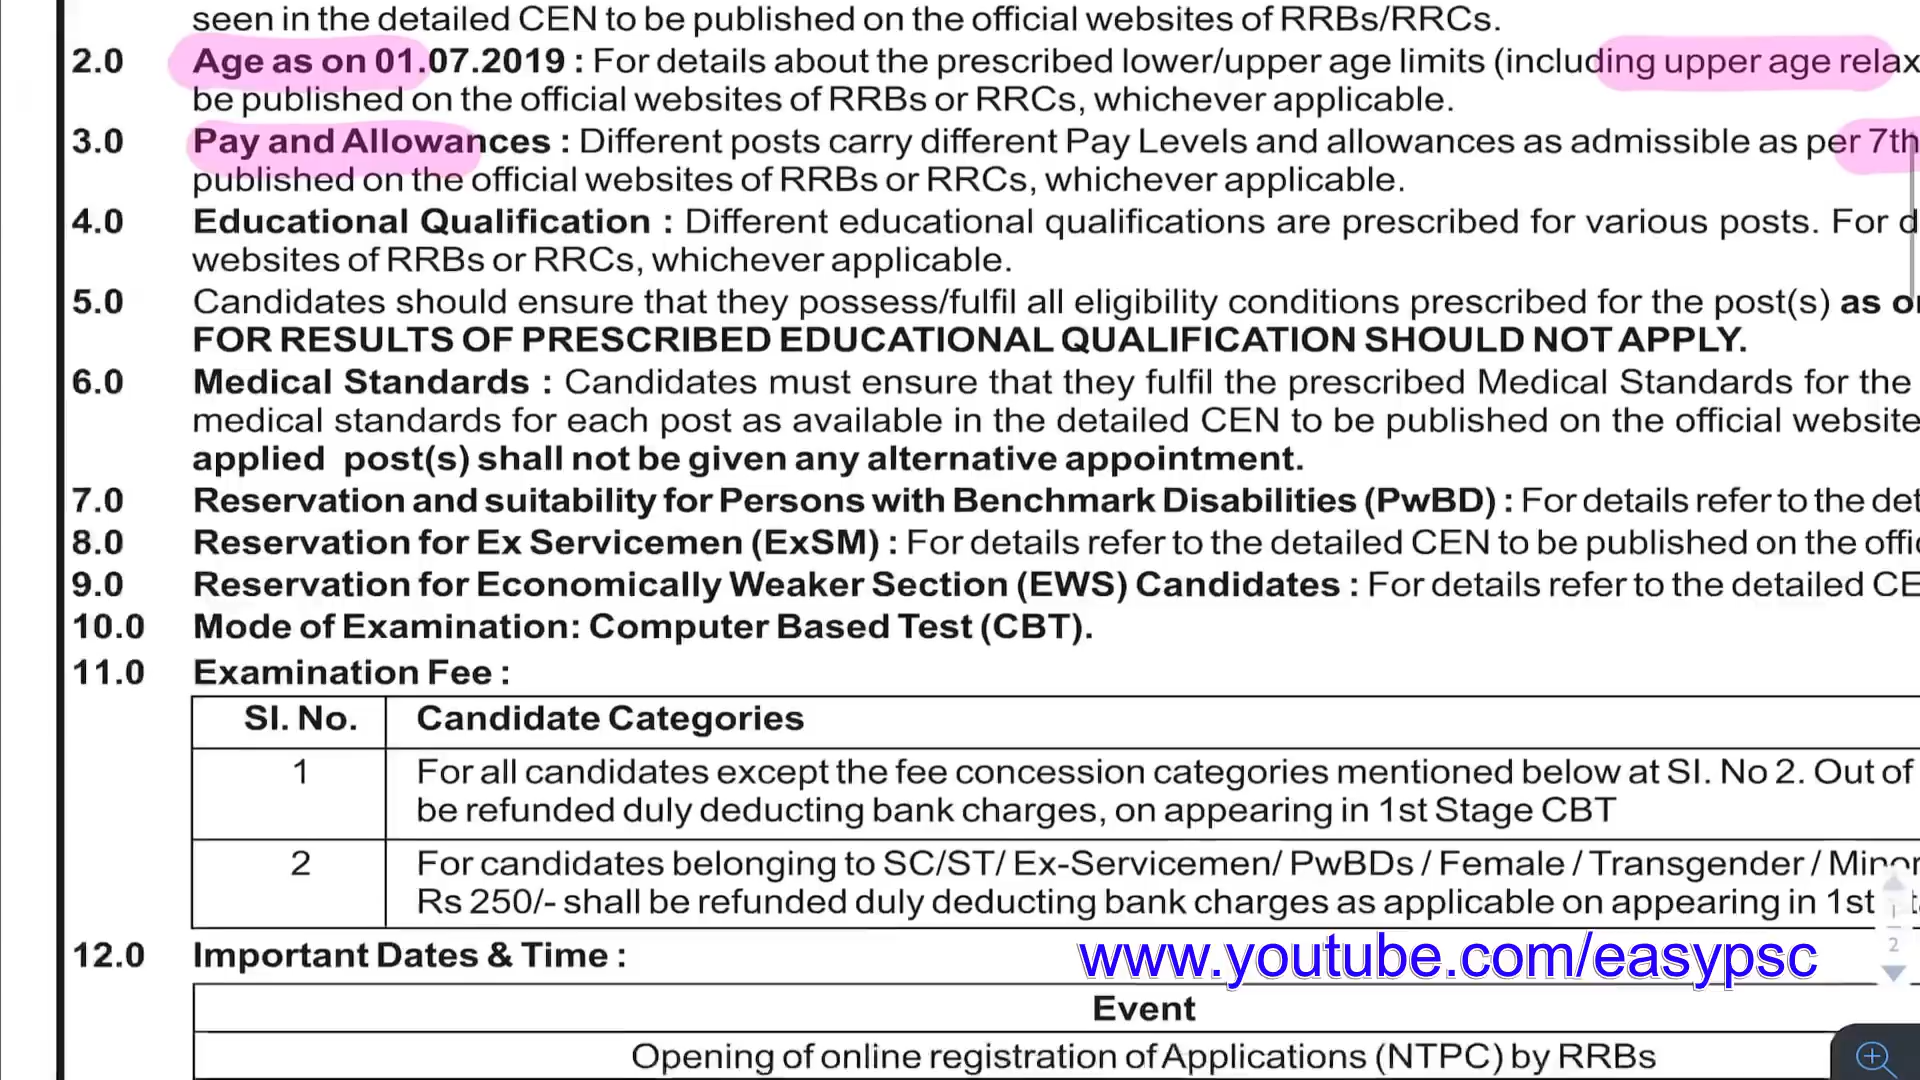 seen in the detailed CEN to be published on the official websites of RRBs/RRCs.
2.0 Age as on 01.07.2019 : For details about the prescribed lower/upper age limits (including upper age relax
be published on the official websites of RRBs or RRCs, whichever applicable.
3.0 Pay and Allowances : Different posts carry different Pay Levels and allowances as admissible as per 7th
published on the official websites of RRBs or RRCs, whichever applicable.
4.0 Educational Qualification : Different educational qualifications are prescribed for various posts. For d
websites of RRBs or RRCs, whichever applicable.
5.0 Candidates should ensure that they possess/fulfil all eligibility conditions prescribed for the post(s) as o
FOR RESULTS OF PRESCRIBED EDUCATIONAL QUALIFICATION SHOULD NOT APPLY.
6.0 Medical Standards : Candidates must ensure that they fulfil the prescribed Medical Standards for the
medical standards for each post as available in the detailed CEN to be published on the official website
applied post(s) shall not be given any alternative appointment.
7.0 Reservation and suitability for Persons with Benchmark Disabilities (PwBD) : For details refer to the det
8.0 Reservation for Ex Servicemen (ExSM) : For details refer to the detailed CEN to be published on the offic
9.0 Reservation for Economically Weaker Section (EWS) Candidates : For details refer to the detailed CE
10.0 Mode of Examination: Computer Based Test (CBT).
11.0 Examination Fee :
SI. No. Candidate Categories
1 For all candidates except the fee concession categories mentioned below at SI. No 2. Out of
be refunded duly deducting bank charges, on appearing in 1st Stage CBT
2 For candidates belonging to SC/ST/ Ex-Servicemen/ PwBDs / Female / Transgender / Minor
Rs 250/- shall be refunded duly deducting bank charges as applicable on appearing in 1st
12.0 Important Dates & Time :
www.youtube.com/easypsc
Event
Opening of online registration of Applications (NTPC) by RRBs
1
2